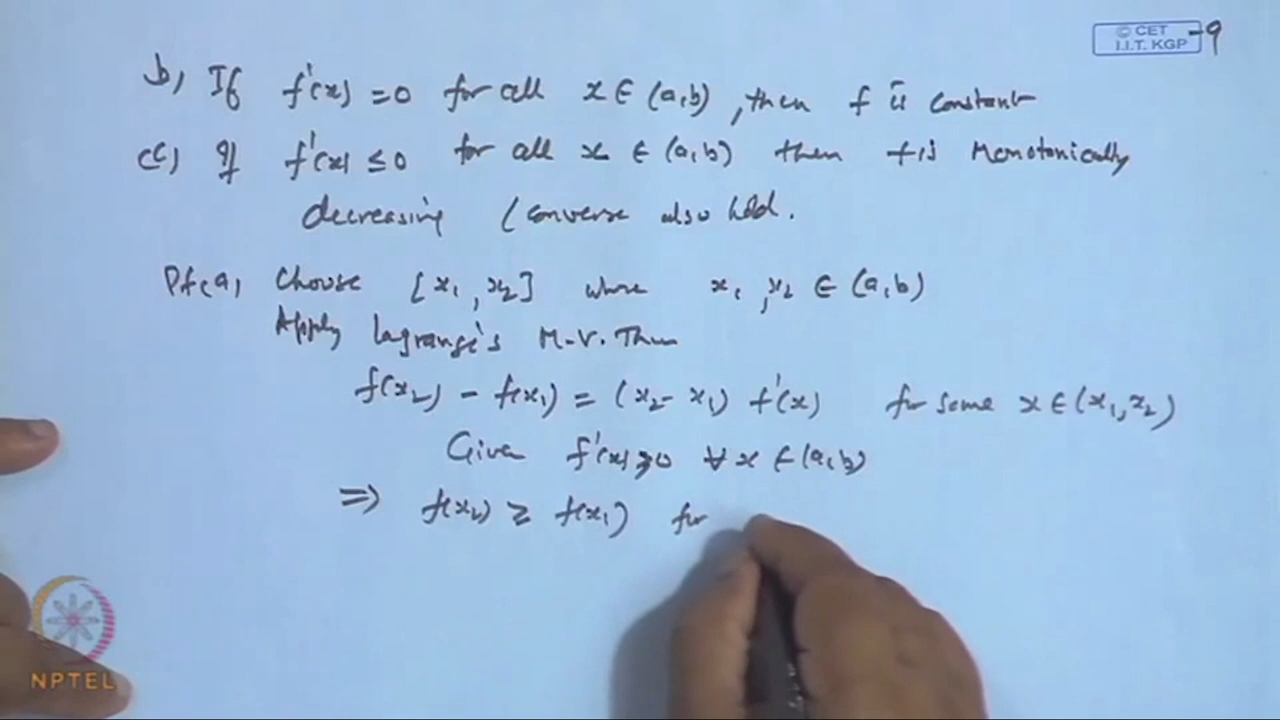 © CET
I.I.T. KGP -9
b) If f'(x) = 0 for all x ∈ (a,b), then f is constant
(c) If f'(x) ≤ 0 for all x ∈ (a,b) then f is Monotonically
decreasing (converse also hold.
Pf(a) Choose [x₁, x₂] where x₁, x₂ ∈ (a,b)
Apply Lagrange's M.V. Thm
f(x₂) - f(x₁) = (x₂ - x₁) f'(x) for some x ∈ (x₁, x₂)
Given f'(x) ≥ 0 ∀ x ∈ (a,b)
⇒ f(x₂) ≥ f(x₁) for
NPTEL